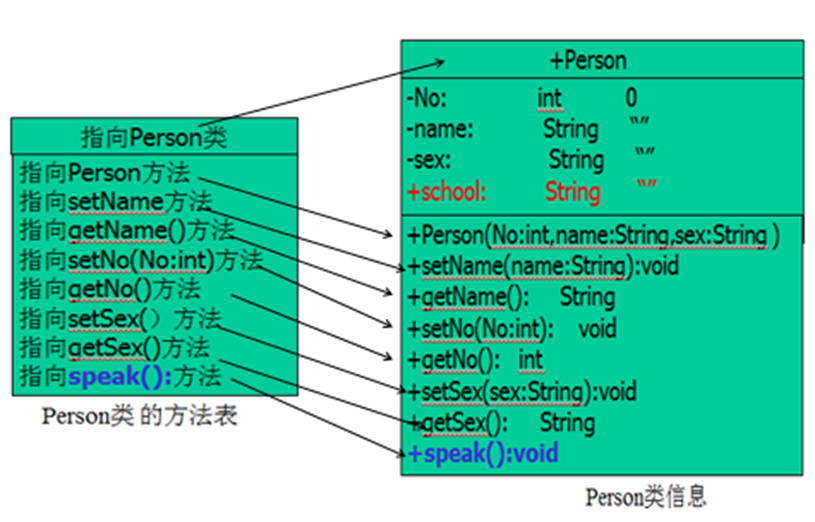 指向Person类
指向Person方法
指向setName方法
指向getName()方法
指向setNo(No:int)方法
指向getNo()方法
指向setSex(）方法
指向getSex()方法
指向speak():方法
Person类 的方法表
+Person
-No: int 0
-name: String “”
-sex: String “”
+school: String “”
+Person(No:int,name:String,sex:String )
+setName(name:String):void
+getName(): String
+setNo(No:int): void
+getNo(): int
+setSex(sex:String):void
+getSex(): String
+speak():void
Person类信息